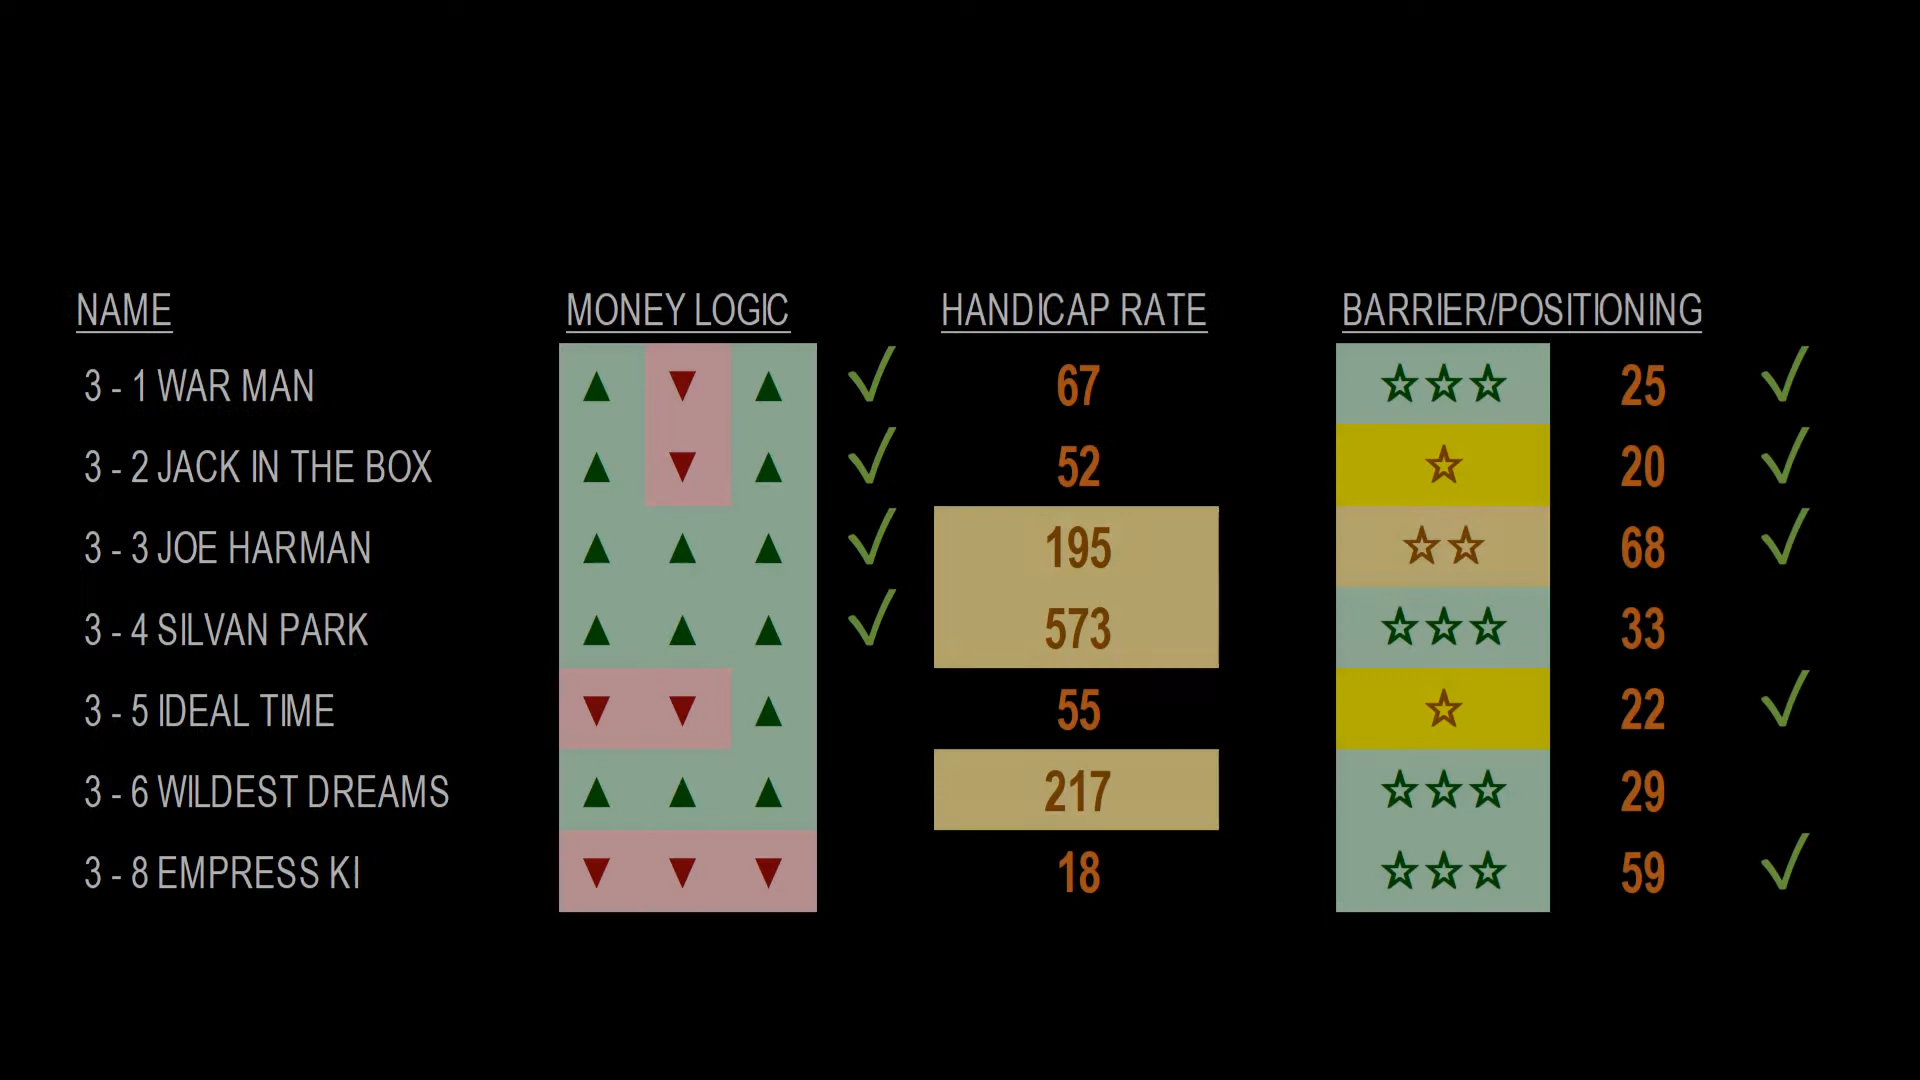 NAME MONEY LOGIC HANDICAP RATE BARRIER/POSITIONING
3 - 1 WAR MAN ▲ ▼ ▲ ✓ 67 ☆☆☆ 25 ✓
3 - 2 JACK IN THE BOX ▲ ▼ ▲ ✓ 52 ☆ 20 ✓
3 - 3 JOE HARMAN ▲ ▲ ▲ ✓ 195 ☆☆ 68 ✓
3 - 4 SILVAN PARK ▲ ▲ ▲ ✓ 573 ☆☆☆ 33
3 - 5 IDEAL TIME ▼ ▼ ▲ 55 ☆ 22 ✓
3 - 6 WILDEST DREAMS ▲ ▲ ▲ 217 ☆☆☆ 29
3 - 8 EMPRESS KI ▼ ▼ ▼ 18 ☆☆☆ 59 ✓